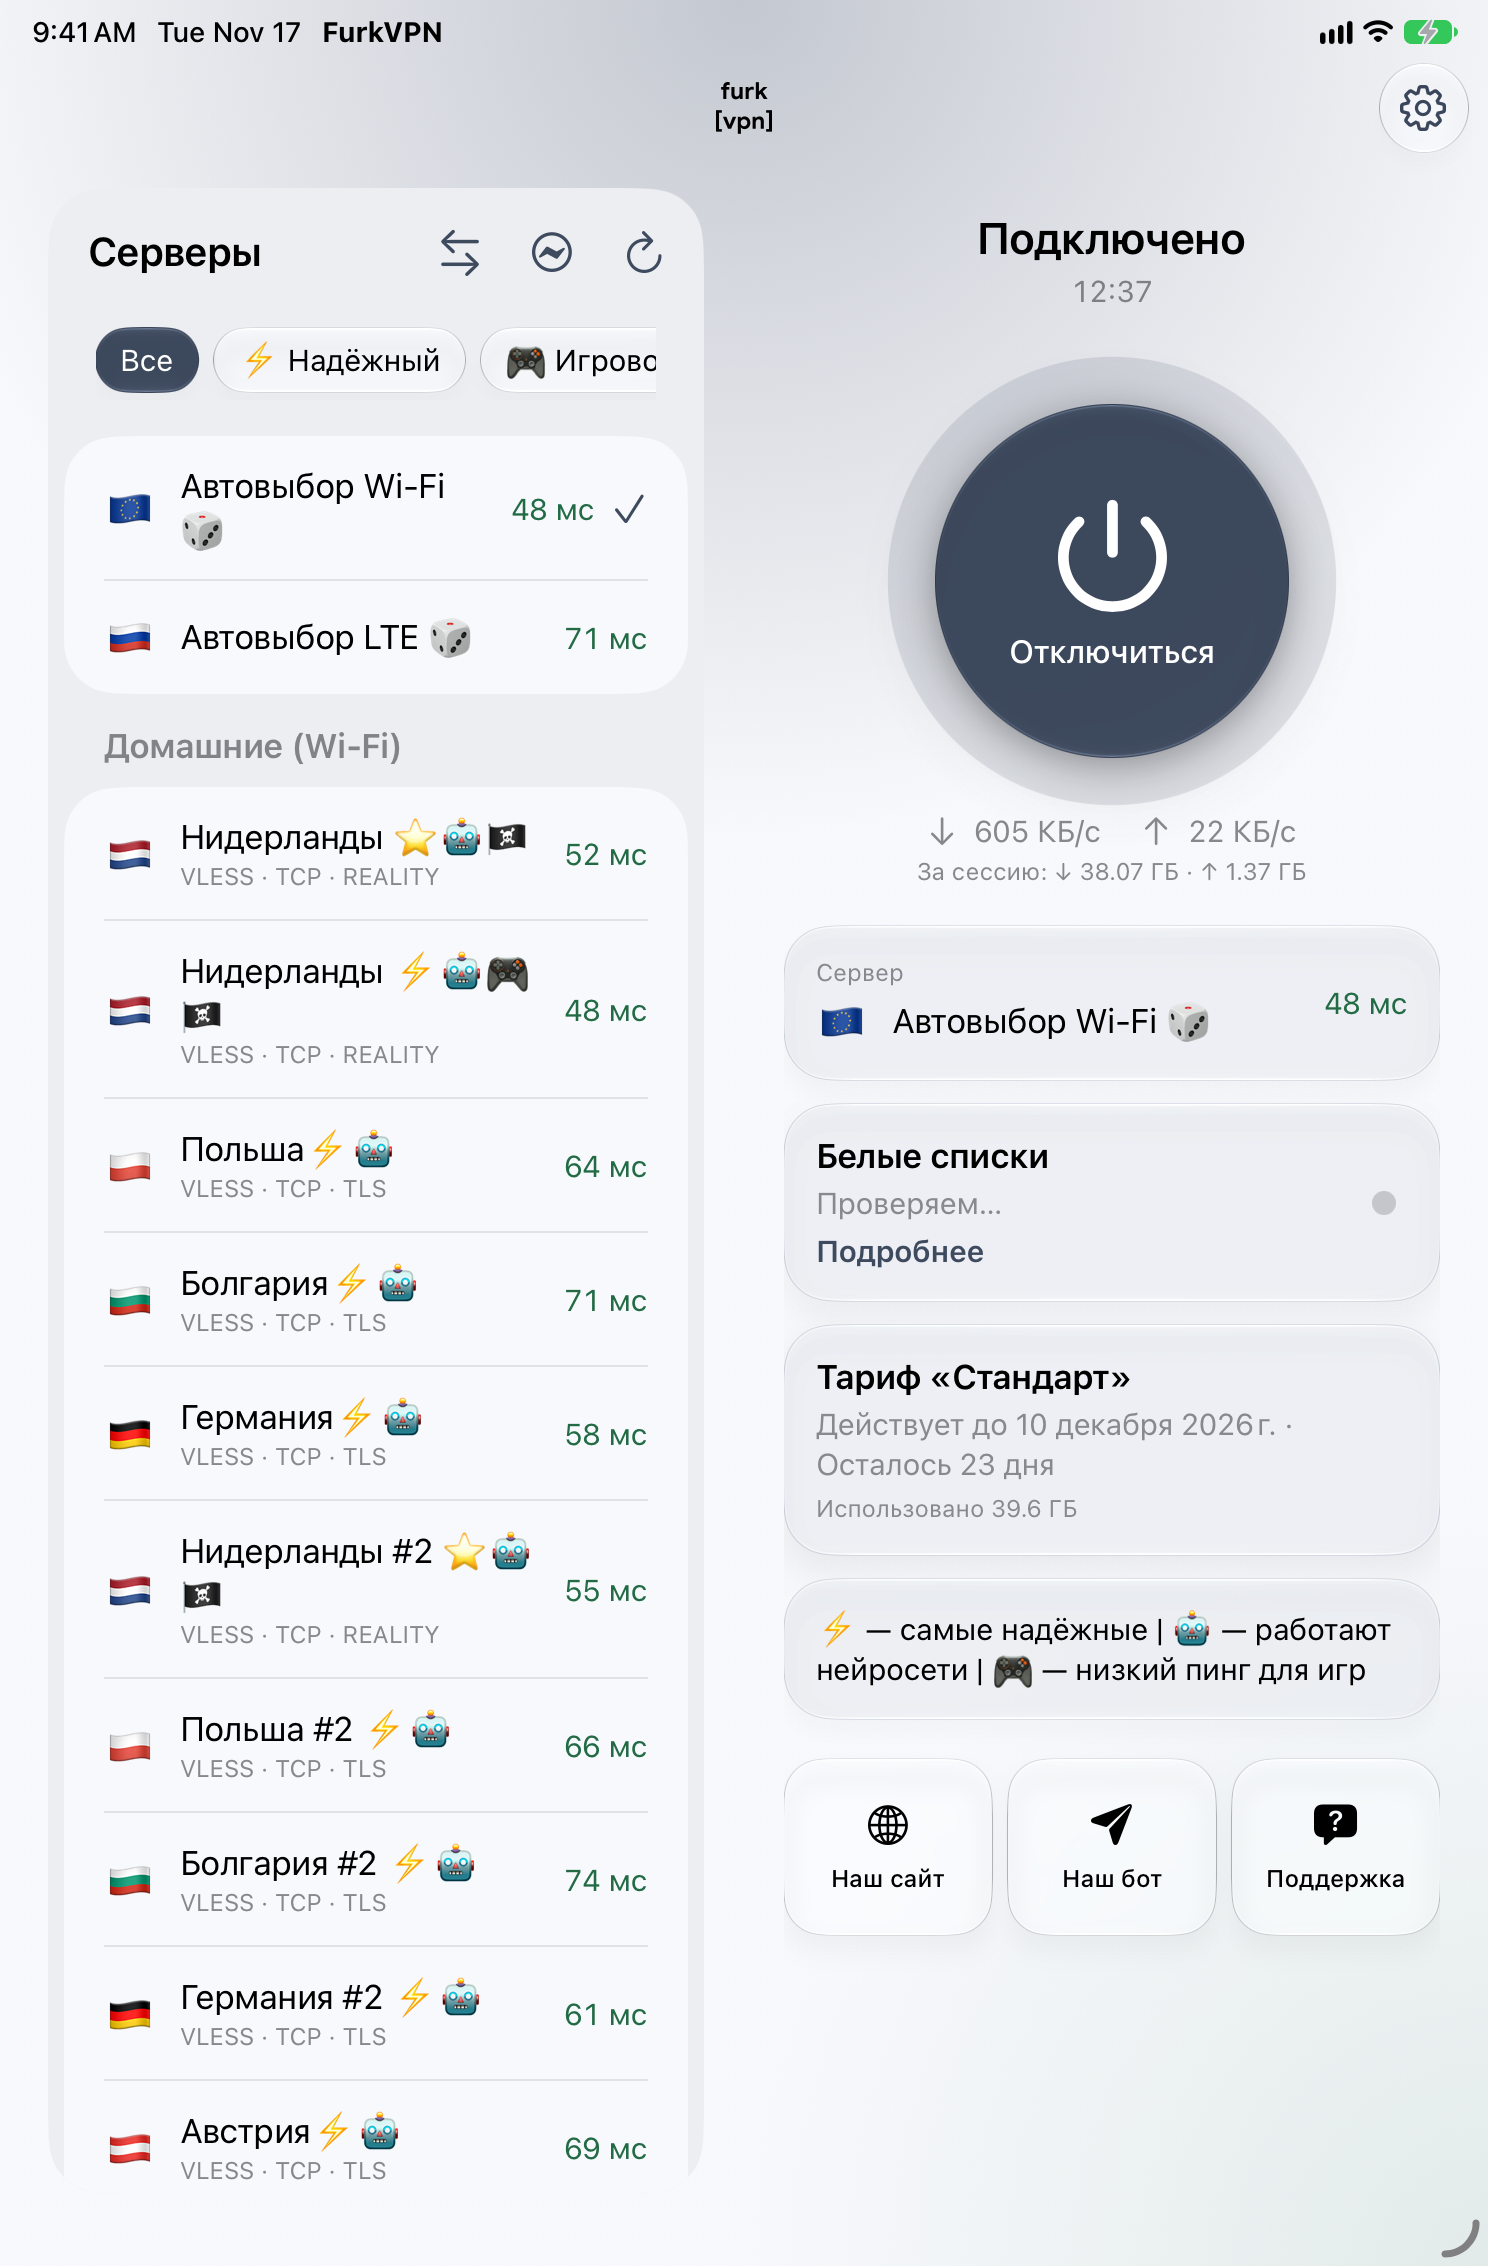 9:41 AM Tue Nov 17 FurkVPN
furk
[vpn]
Серверы
Все
⚡ Надёжный
🎮 Игрово
🇪🇺 Автовыбор Wi-Fi
🎲
48 мс ✓
🇷🇺 Автовыбор LTE 🎲 71 мс
Домашние (Wi-Fi)
🇳🇱 Нидерланды ⭐🤖🏴‍☠️ 52 мс
VLESS · TCP · REALITY
🇳🇱 Нидерланды ⚡🤖🎮
🏴‍☠️ 48 мс
VLESS · TCP · REALITY
🇵🇱 Польша⚡🤖 64 мс
VLESS · TCP · TLS
🇧🇬 Болгария⚡🤖 71 мс
VLESS · TCP · TLS
🇩🇪 Германия⚡🤖 58 мс
VLESS · TCP · TLS
🇳🇱 Нидерланды #2 ⭐🤖
🏴‍☠️ 55 мс
VLESS · TCP · REALITY
🇵🇱 Польша #2 ⚡🤖 66 мс
VLESS · TCP · TLS
🇧🇬 Болгария #2 ⚡🤖 74 мс
VLESS · TCP · TLS
🇩🇪 Германия #2 ⚡🤖 61 мс
VLESS · TCP · TLS
🇦🇹 Австрия⚡🤖 69 мс
VLESS · TCP · TLS
Подключено
12:37
Отключиться
↓ 605 КБ/с ↑ 22 КБ/с
За сессию: ↓ 38.07 ГБ · ↑ 1.37 ГБ
Сервер
🇪🇺 Автовыбор Wi-Fi 🎲 48 мс
Белые списки
Проверяем...
Подробнее
Тариф «Стандарт»
Действует до 10 декабря 2026 г. ·
Осталось 23 дня
Использовано 39.6 ГБ
⚡ — самые надёжные | 🤖 — работают
нейросети | 🎮 — низкий пинг для игр
Наш сайт
Наш бот
Поддержка